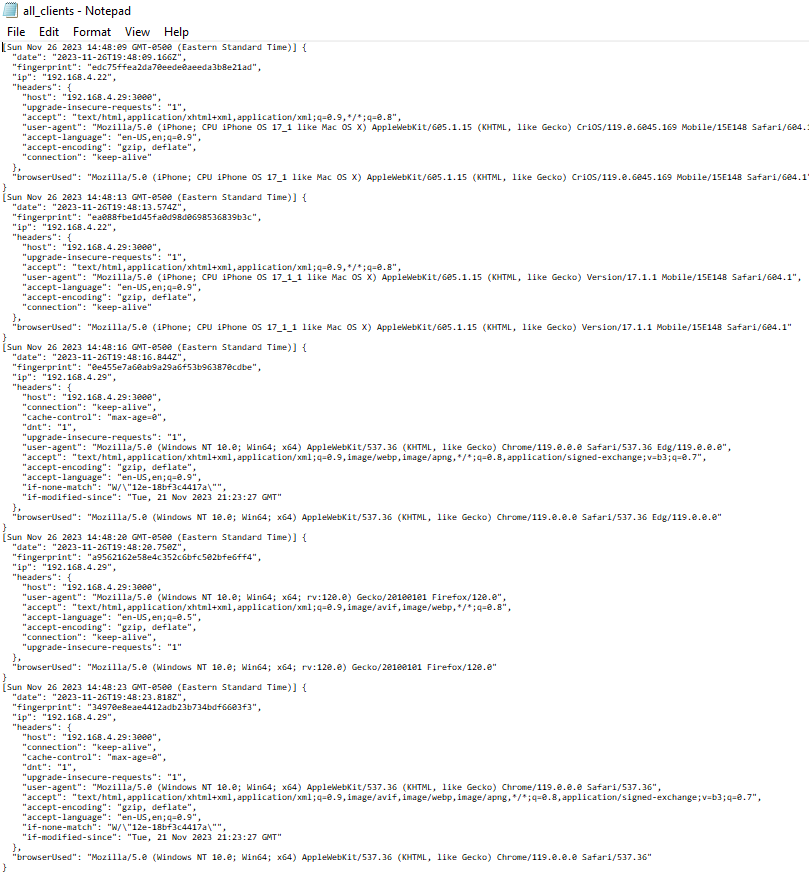 all_clients - Notepad
File Edit Format View Help
[Sun Nov 26 2023 14:48:09 GMT-0500 (Eastern Standard Time)] {
"date": "2023-11-26T19:48:09.166Z",
"fingerprint": "edc75ffea2da70eede0aeeda3b8e21ad",
"ip": "192.168.4.22",
"headers": {
"host": "192.168.4.29:3000",
"upgrade-insecure-requests": "1",
"accept": "text/html,application/xhtml+xml,application/xml;q=0.9,*/*;q=0.8",
"user-agent": "Mozilla/5.0 (iPhone; CPU iPhone OS 17_1 like Mac OS X) AppleWebKit/605.1.15 (KHTML, like Gecko) CriOS/119.0.6045.169 Mobile/15E148 Safari/604.
"accept-language": "en-US,en;q=0.9",
"accept-encoding": "gzip, deflate",
"connection": "keep-alive"
},
"browserUsed": "Mozilla/5.0 (iPhone; CPU iPhone OS 17_1 like Mac OS X) AppleWebKit/605.1.15 (KHTML, like Gecko) CriOS/119.0.6045.169 Mobile/15E148 Safari/604.1"
}
[Sun Nov 26 2023 14:48:13 GMT-0500 (Eastern Standard Time)] {
"date": "2023-11-26T19:48:13.574Z",
"fingerprint": "ea088fbe1d45fa0d98d0698536839b3c",
"ip": "192.168.4.22",
"headers": {
"host": "192.168.4.29:3000",
"upgrade-insecure-requests": "1",
"accept": "text/html,application/xhtml+xml,application/xml;q=0.9,*/*;q=0.8",
"user-agent": "Mozilla/5.0 (iPhone; CPU iPhone OS 17_1_1 like Mac OS X) AppleWebKit/605.1.15 (KHTML, like Gecko) Version/17.1.1 Mobile/15E148 Safari/604.1",
"accept-language": "en-US,en;q=0.9",
"accept-encoding": "gzip, deflate",
"connection": "keep-alive"
},
"browserUsed": "Mozilla/5.0 (iPhone; CPU iPhone OS 17_1_1 like Mac OS X) AppleWebKit/605.1.15 (KHTML, like Gecko) Version/17.1.1 Mobile/15E148 Safari/604.1"
}
[Sun Nov 26 2023 14:48:16 GMT-0500 (Eastern Standard Time)] {
"date": "2023-11-26T19:48:16.844Z",
"fingerprint": "0e455e7a60ab9a29a6f53b963870cdbe",
"ip": "192.168.4.29",
"headers": {
"host": "192.168.4.29:3000",
"connection": "keep-alive",
"cache-control": "max-age=0",
"dnt": "1",
"upgrade-insecure-requests": "1",
"user-agent": "Mozilla/5.0 (Windows NT 10.0; Win64; x64) AppleWebKit/537.36 (KHTML, like Gecko) Chrome/119.0.0.0 Safari/537.36 Edg/119.0.0.0",
"accept": "text/html,application/xhtml+xml,application/xml;q=0.9,image/webp,image/apng,*/*;q=0.8,application/signed-exchange;v=b3;q=0.7",
"accept-encoding": "gzip, deflate",
"accept-language": "en-US,en;q=0.9",
"if-none-match": "W/\"12e-18bf3c4417a\"",
"if-modified-since": "Tue, 21 Nov 2023 21:23:27 GMT"
},
"browserUsed": "Mozilla/5.0 (Windows NT 10.0; Win64; x64) AppleWebKit/537.36 (KHTML, like Gecko) Chrome/119.0.0.0 Safari/537.36 Edg/119.0.0.0"
}
[Sun Nov 26 2023 14:48:20 GMT-0500 (Eastern Standard Time)] {
"date": "2023-11-26T19:48:20.750Z",
"fingerprint": "a9562162e58e4c352c6bfc502bfe6ff4",
"ip": "192.168.4.29",
"headers": {
"host": "192.168.4.29:3000",
"user-agent": "Mozilla/5.0 (Windows NT 10.0; Win64; x64; rv:120.0) Gecko/20100101 Firefox/120.0",
"accept": "text/html,application/xhtml+xml,application/xml;q=0.9,image/avif,image/webp,*/*;q=0.8",
"accept-language": "en-US,en;q=0.5",
"accept-encoding": "gzip, deflate",
"connection": "keep-alive",
"upgrade-insecure-requests": "1"
},
"browserUsed": "Mozilla/5.0 (Windows NT 10.0; Win64; x64; rv:120.0) Gecko/20100101 Firefox/120.0"
}
[Sun Nov 26 2023 14:48:23 GMT-0500 (Eastern Standard Time)] {
"date": "2023-11-26T19:48:23.818Z",
"fingerprint": "34970e8eae4412adb23b734bdf6603f3",
"ip": "192.168.4.29",
"headers": {
"host": "192.168.4.29:3000",
"connection": "keep-alive",
"cache-control": "max-age=0",
"dnt": "1",
"upgrade-insecure-requests": "1",
"user-agent": "Mozilla/5.0 (Windows NT 10.0; Win64; x64) AppleWebKit/537.36 (KHTML, like Gecko) Chrome/119.0.0.0 Safari/537.36",
"accept": "text/html,application/xhtml+xml,application/xml;q=0.9,image/avif,image/webp,image/apng,*/*;q=0.8,application/signed-exchange;v=b3;q=0.7",
"accept-encoding": "gzip, deflate",
"accept-language": "en-US,en;q=0.9",
"if-none-match": "W/\"12e-18bf3c4417a\"",
"if-modified-since": "Tue, 21 Nov 2023 21:23:27 GMT"
},
"browserUsed": "Mozilla/5.0 (Windows NT 10.0; Win64; x64) AppleWebKit/537.36 (KHTML, like Gecko) Chrome/119.0.0.0 Safari/537.36"
}